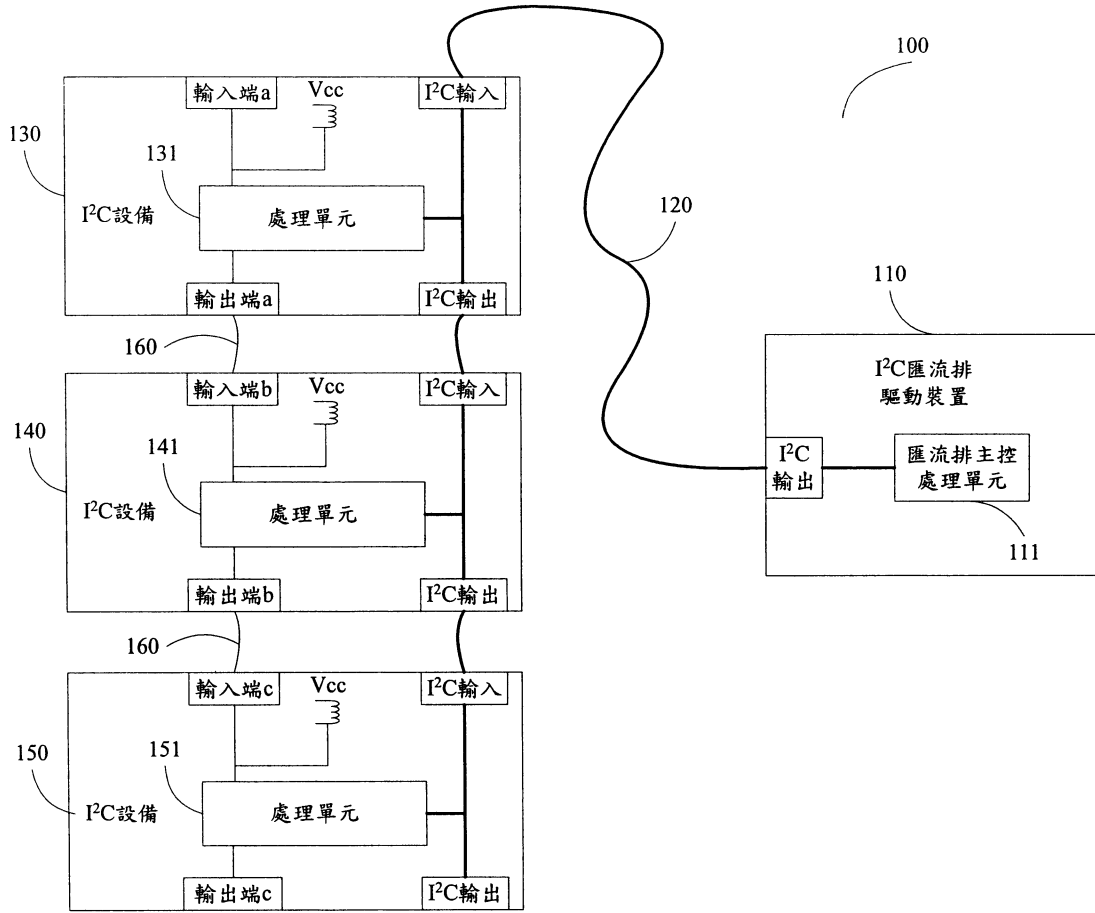 100
輸入端a
Vcc
I²C輸入
130
131
I²C設備
處理單元
120
輸出端a
I²C輸出
110
160
I²C匯流排
驅動裝置
輸入端b
Vcc
I²C輸入
140
141
I²C
輸出
匯流排主控
處理單元
I²C設備
處理單元
111
輸出端b
I²C輸出
160
輸入端c
Vcc
I²C輸入
150
151
I²C設備
處理單元
輸出端c
I²C輸出